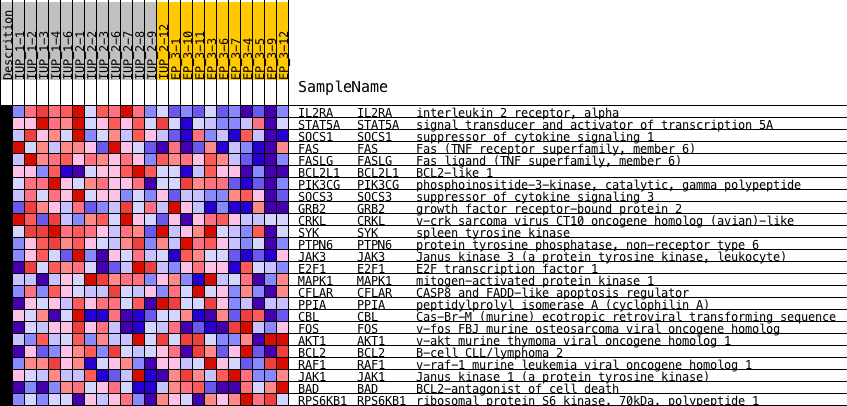 Descrition
IUP_1-1
IUP_1-2
IUP_1-4
IUP_1-6
IUP_2-1
IUP_2-2
IUP_2-3
IUP_2-6
IUP_2-7
IUP_2-8
IUP_2-9
IUP_2-12
EP_3-1
EP_3-10
EP_3-11
EP_3-3
EP_3-6
EP_3-7
EP_3-4
EP_3-5
EP_3-9
EP_3-12
SampleName
IL2RA IL2RA interleukin 2 receptor, alpha
STAT5A STAT5A signal transducer and activator of transcription 5A
SOCS1 SOCS1 suppressor of cytokine signaling 1
FAS FAS Fas (TNF receptor superfamily, member 6)
FASLG FASLG Fas ligand (TNF superfamily, member 6)
BCL2L1 BCL2L1 BCL2-like 1
PIK3CG PIK3CG phosphoinositide-3-kinase, catalytic, gamma polypeptide
SOCS3 SOCS3 suppressor of cytokine signaling 3
GRB2 GRB2 growth factor receptor-bound protein 2
CRKL CRKL v-crk sarcoma virus CT10 oncogene homolog (avian)-like
SYK SYK spleen tyrosine kinase
PTPN6 PTPN6 protein tyrosine phosphatase, non-receptor type 6
JAK3 JAK3 Janus kinase 3 (a protein tyrosine kinase, leukocyte)
E2F1 E2F1 E2F transcription factor 1
MAPK1 MAPK1 mitogen-activated protein kinase 1
CFLAR CFLAR CASP8 and FADD-like apoptosis regulator
PPIA PPIA peptidylprolyl isomerase A (cyclophilin A)
CBL CBL Cas-Br-M (murine) ecotropic retroviral transforming sequence
FOS FOS v-fos FBJ murine osteosarcoma viral oncogene homolog
AKT1 AKT1 v-akt murine thymoma viral oncogene homolog 1
BCL2 BCL2 B-cell CLL/lymphoma 2
RAF1 RAF1 v-raf-1 murine leukemia viral oncogene homolog 1
JAK1 JAK1 Janus kinase 1 (a protein tyrosine kinase)
BAD BAD BCL2-antagonist of cell death
RPS6KB1 RPS6KB1 ribosomal protein S6 kinase, 70kDa, polypeptide 1